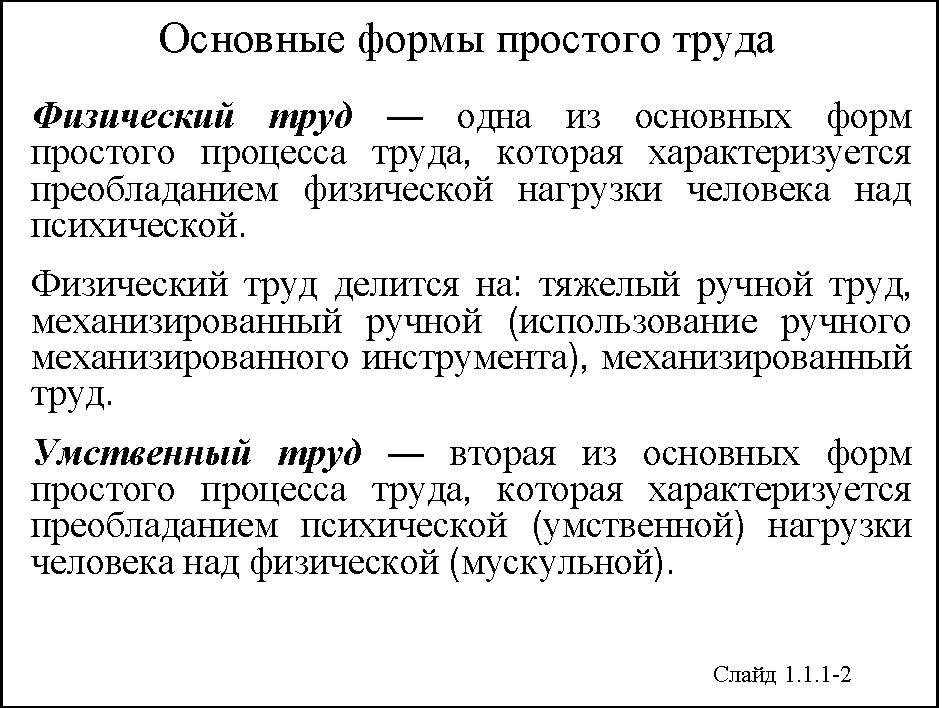 Основные формы простого труда
Физический труд — одна из основных форм
простого процесса труда, которая характеризуется
преобладанием физической нагрузки человека над
психической.
Физический труд делится на: тяжелый ручной труд,
механизированный ручной (использование ручного
механизированного инструмента), механизированный
труд.
Умственный труд — вторая из основных форм
простого процесса труда, которая характеризуется
преобладанием психической (умственной) нагрузки
человека над физической (мускульной).
Слайд 1.1.1-2